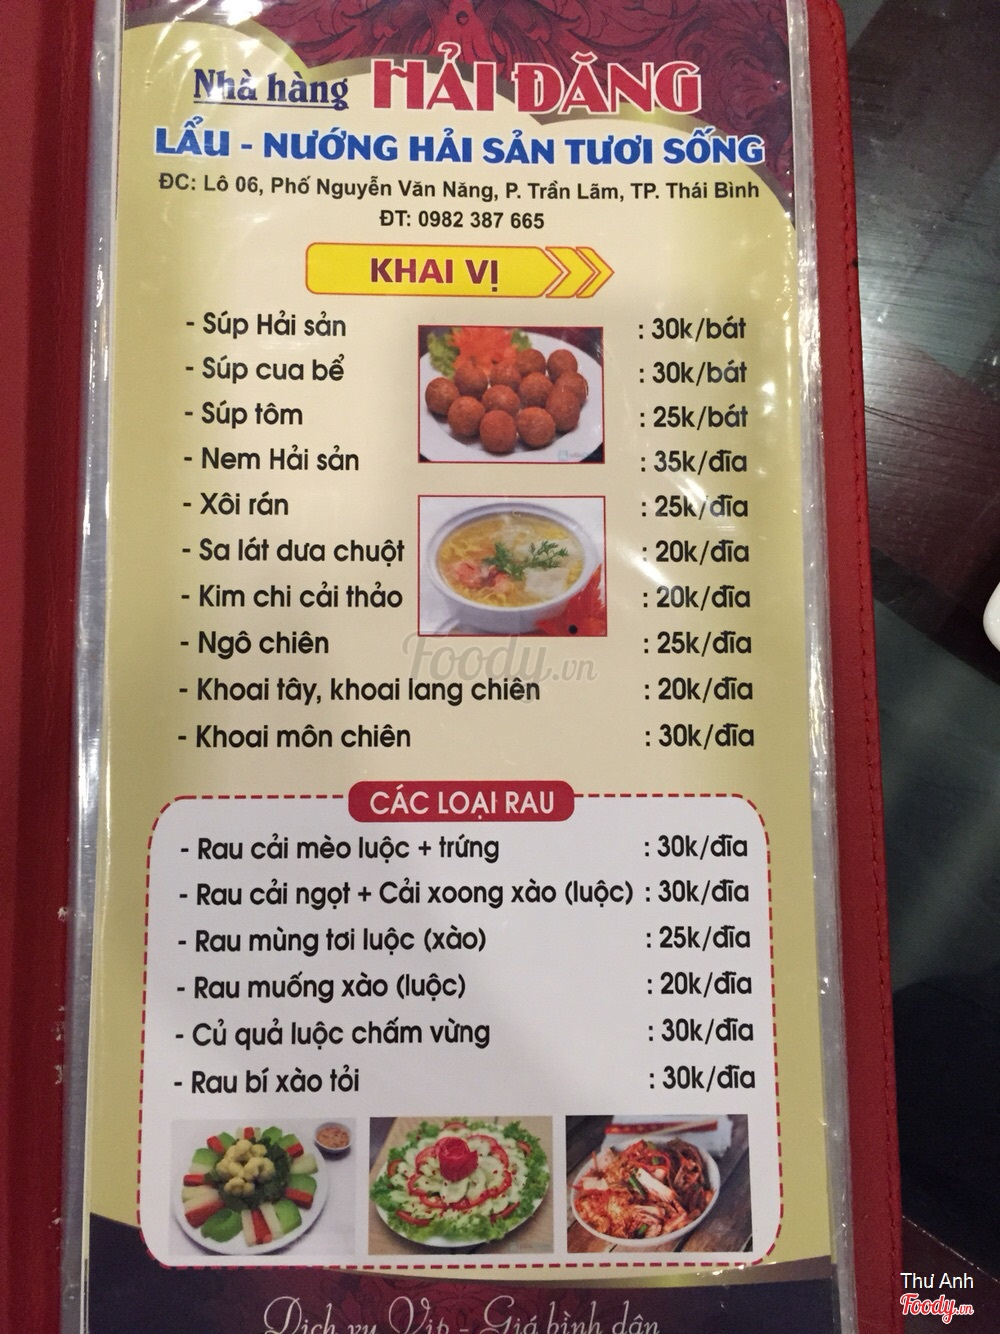 Nhà hàng HẢI ĐĂNG
LẨU - NƯỚNG HẢI SẢN TƯƠI SỐNG
ĐC: Lô 06, Phố Nguyễn Văn Năng, P. Trần Lãm, TP. Thái Bình
ĐT: 0982 387 665
KHAI VỊ
- Súp Hải sản : 30k/bát
- Súp cua bể : 30k/bát
- Súp tôm : 25k/bát
- Nem Hải sản : 35k/đĩa
- Xôi rán : 25k/đĩa
- Sa lát dưa chuột : 20k/đĩa
- Kim chi cải thảo : 20k/đĩa
- Ngô chiên : 25k/đĩa
Foody.vn
- Khoai tây, khoai lang chiên : 20k/đĩa
- Khoai môn chiên : 30k/đĩa
CÁC LOẠI RAU
- Rau cải mèo luộc + trứng : 30k/đĩa
- Rau cải ngọt + Cải xoong xào (luộc) : 30k/đĩa
- Rau mùng tơi luộc (xào) : 25k/đĩa
- Rau muống xào (luộc) : 20k/đĩa
- Củ quả luộc chấm vừng : 30k/đĩa
- Rau bí xào tỏi : 30k/đĩa
Dịch vụ Vip - Giá bình dân
Thư Anh
Foody.vn